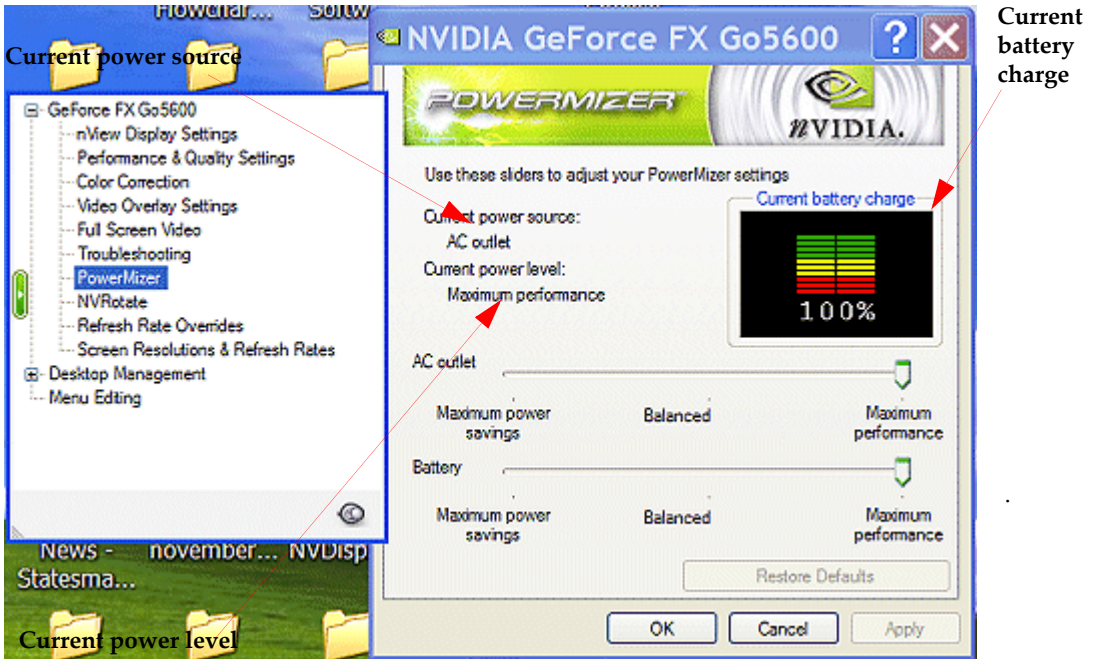 Flowchar... Softw
Current power source
NVIDIA GeForce FX Go5600
Current
battery
charge
GeForce FX Go5600
nView Display Settings
Performance & Quality Settings
Color Correction
Video Overlay Settings
Full Screen Video
Troubleshooting
PowerMizer
NVRotate
Refresh Rate Overrides
Screen Resolutions & Refresh Rates
Desktop Management
Menu Editing
POWERMIZER
nVIDIA.
Use these sliders to adjust your PowerMizer settings
Current power source:
AC outlet
Current power level:
Maximum performance
Current battery charge
100%
AC outlet
Maximum power
savings
Balanced
Maximum
performance
Battery
Maximum power
savings
Balanced
Maximum
performance
Restore Defaults
OK
Cancel
Apply
News -
Statesma...
november...
NVDisp
Current power level